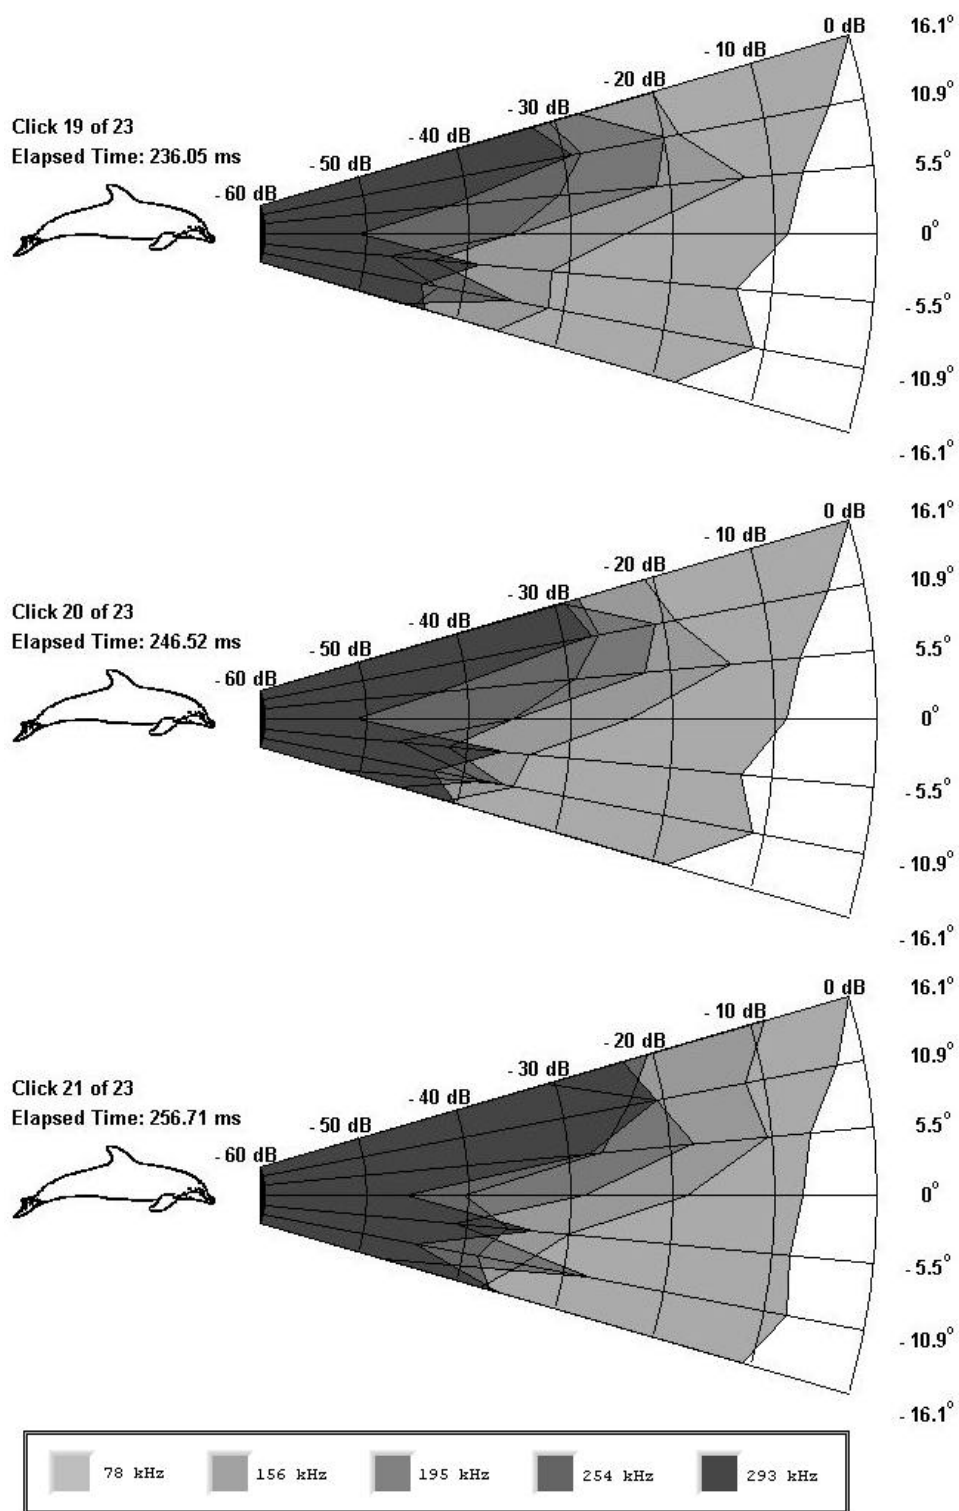 0 dB 16.1°
- 10 dB
- 20 dB 10.9°
- 30 dB
Click 19 of 23
- 40 dB
Elapsed Time: 236.05 ms 5.5°
- 50 dB
- 60 dB
0°
- 5.5°
- 10.9°
- 16.1°
0 dB 16.1°
- 10 dB
- 20 dB 10.9°
- 30 dB
Click 20 of 23
- 40 dB
Elapsed Time: 246.52 ms 5.5°
- 50 dB
- 60 dB
0°
- 5.5°
- 10.9°
- 16.1°
0 dB 16.1°
- 10 dB
- 20 dB 10.9°
- 30 dB
Click 21 of 23
- 40 dB
Elapsed Time: 256.71 ms 5.5°
- 50 dB
- 60 dB
0°
- 5.5°
- 10.9°
- 16.1°
78 kHz 156 kHz 195 kHz 254 kHz 293 kHz